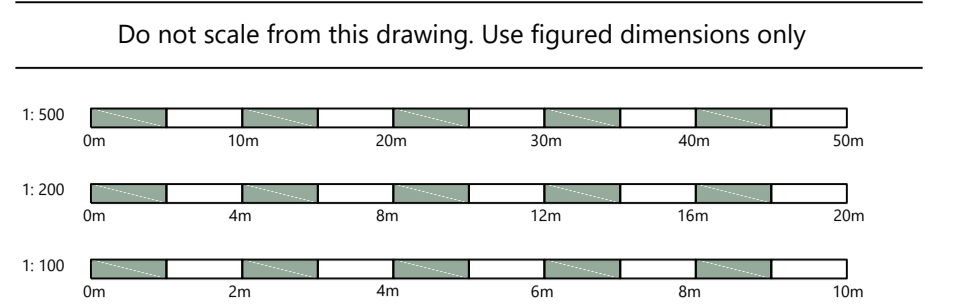 Do not scale from this drawing. Use figured dimensions only
1: 500
0m 10m 20m 30m 40m 50m
1: 200
0m 4m 8m 12m 16m 20m
1: 100
0m 2m 4m 6m 8m 10m